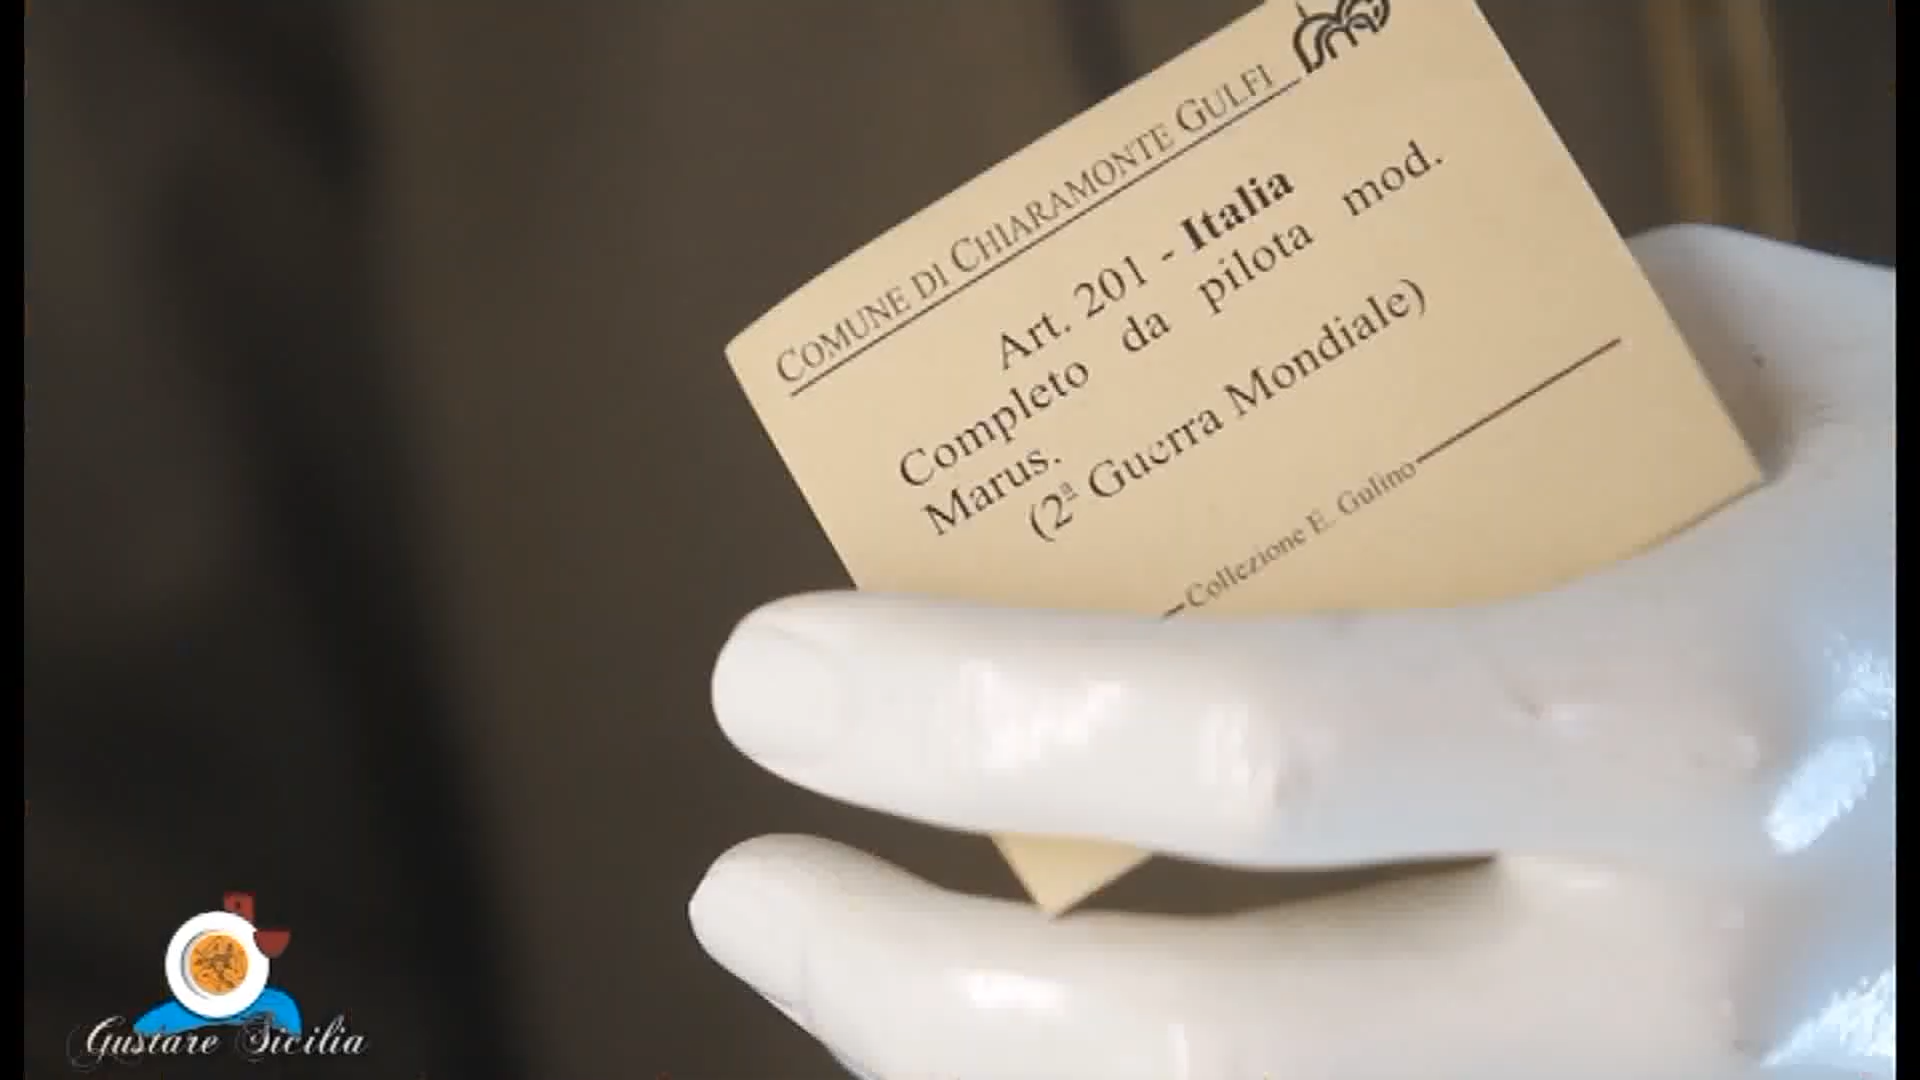 COMUNE DI CHIARAMONTE GULFI
Art. 201 - Italia
Completo da pilota mod.
Marus.
(2ª Guerra Mondiale)
Collezione E. Gulino
Gustare Sicilia